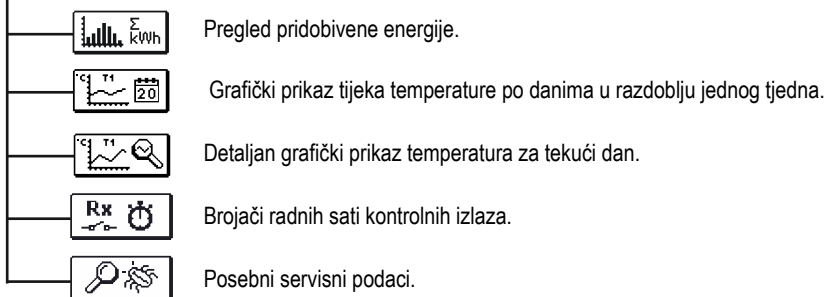 Σ kWh Pregled pridobivene energije.
°C T1 20 Grafički prikaz tijeka temperature po danima u razdoblju jednog tjedna.
°C T1 Detaljan grafički prikaz temperatura za tekući dan.
Rx Brojači radnih sati kontrolnih izlaza.
Posebni servisni podaci.